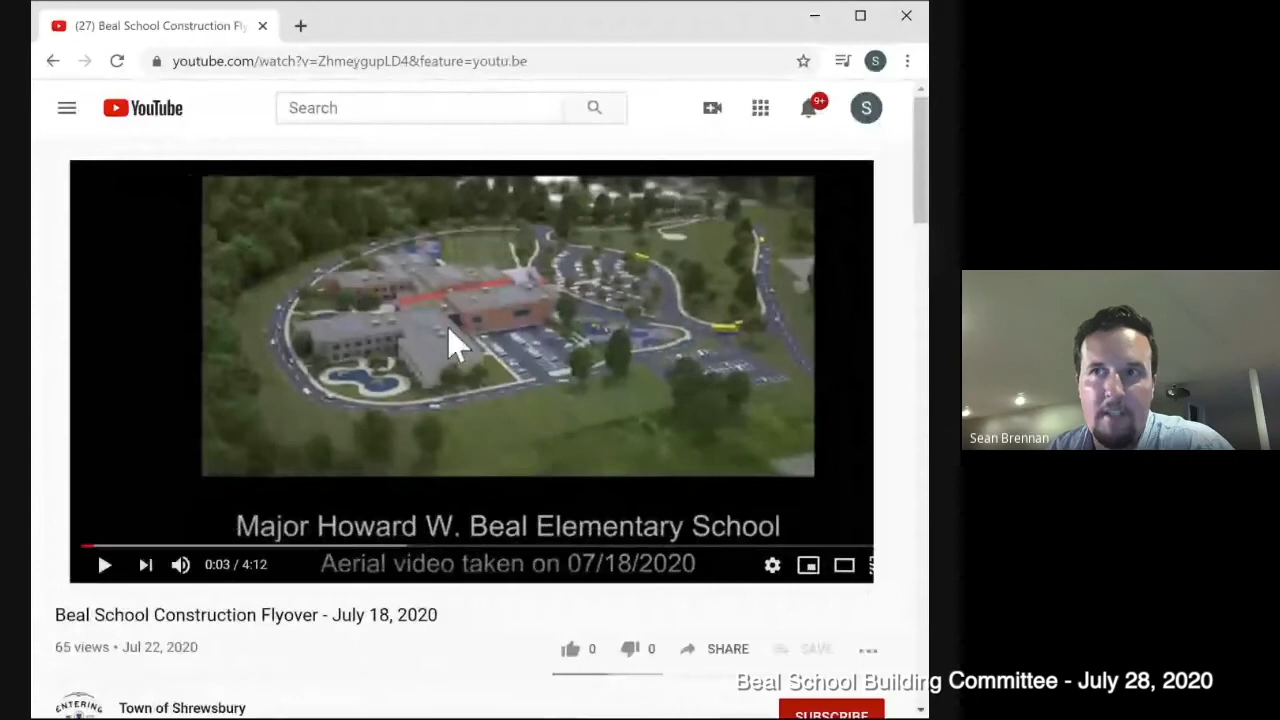 (27) Beal School Construction Fly
youtube.com/watch?v=ZhmeygupLD4&feature=youtu.be
S
YouTube
Search
9+
S
Major Howard W. Beal Elementary School
Aerial video taken on 07/18/2020
0:03 / 4:12
Beal School Construction Flyover - July 18, 2020
65 views • Jul 22, 2020
0
0
SHARE
SAVE
ENTERING
Town of Shrewsbury
SUBSCRIBE
Sean Brennan
Beal School Building Committee - July 28, 2020